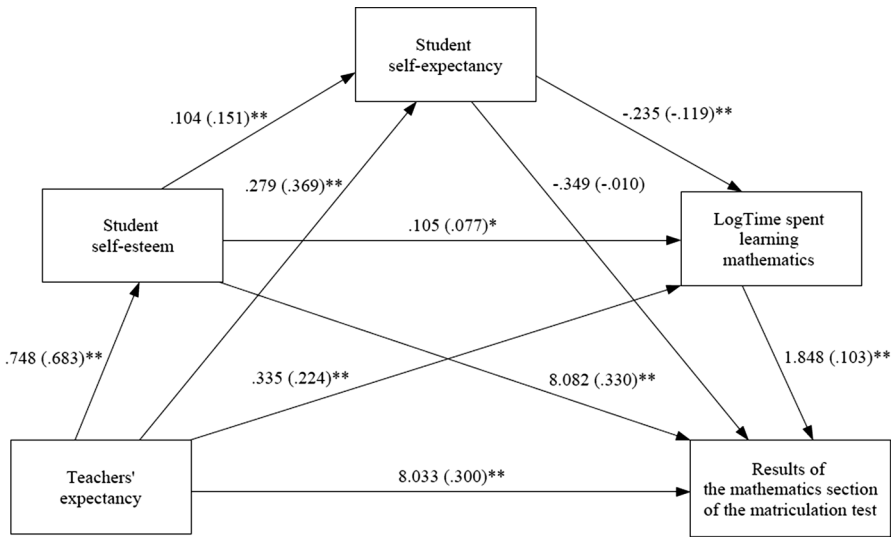 Student
self-expectancy
.104 (.151)**
-.235 (-.119)**
.279 (.369)**
-.349 (-.010)
Student
self-esteem
.105 (.077)*
LogTime spent
learning
mathematics
.748 (.683)**
.335 (.224)**
8.082 (.330)**
1.848 (.103)**
Teachers'
expectancy
8.033 (.300)**
Results of
the mathematics section
of the matriculation test